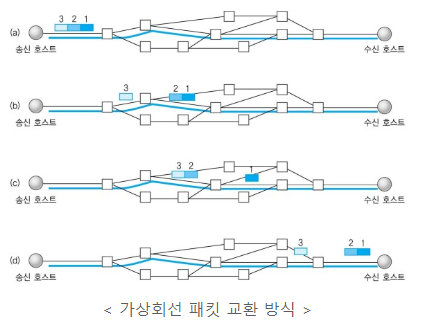 3 2 1
(a)
송신 호스트 수신 호스트
3 2 1
(b)
송신 호스트 수신 호스트
3 2 1
(c)
송신 호스트 수신 호스트
3 2 1
(d)
송신 호스트 수신 호스트
< 가상회선 패킷 교환 방식 >